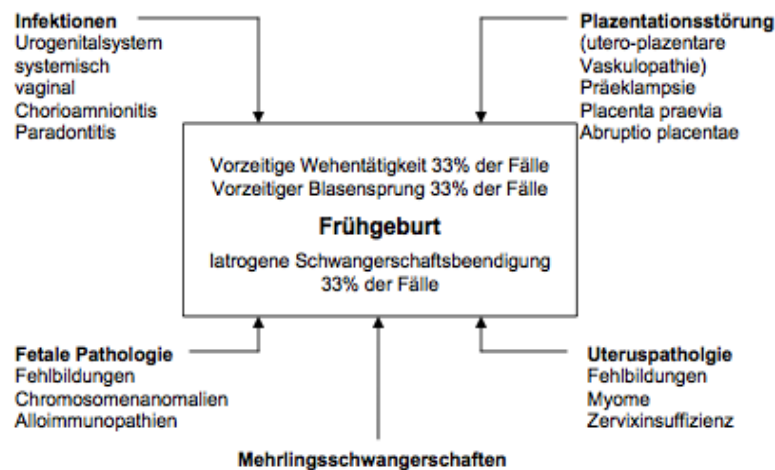 Infektionen
Urogenitalsystem
systemisch
vaginal
Chorioamnionitis
Paradontitis
Plazentationsstörung
(utero-plazentare
Vaskulopathie)
Präeklampsie
Placenta praevia
Abruptio placentae
Vorzeitige Wehentätigkeit 33% der Fälle
Vorzeitiger Blasensprung 33% der Fälle
Frühgeburt
Iatrogene Schwangerschaftsbeendigung
33% der Fälle
Fetale Pathologie
Fehlbildungen
Chromosomenanomalien
Alloimmunopathien
Uteruspatholgie
Fehlbildungen
Myome
Zervixinsuffizienz
Mehrlingsschwangerschaften